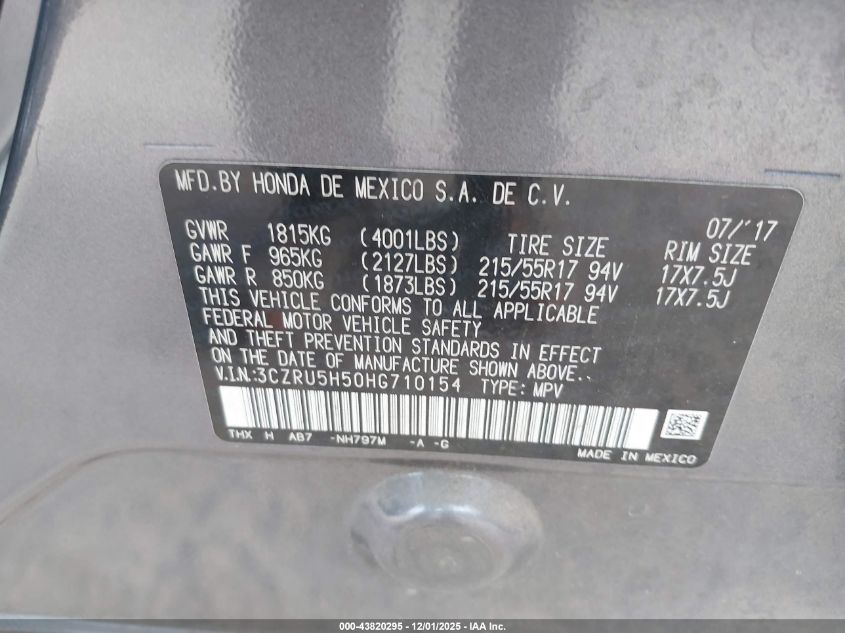 MFD.BY HONDA DE MEXICO S.A. DE C.V.
07/'17
GVWR 1815KG (4001LBS) TIRE SIZE RIM SIZE
GAWR F 965KG (2127LBS) 215/55R17 94V 17X7.5J
GAWR R 850KG (1873LBS) 215/55R17 94V 17X7.5J
THIS VEHICLE CONFORMS TO ALL APPLICABLE
FEDERAL MOTOR VEHICLE SAFETY
AND THEFT PREVENTION STANDARDS IN EFFECT
ON THE DATE OF MANUFACTURE SHOWN ABOVE..
V.I.N:3CZRU5H50HG710154 TYPE: MPV
THX H AB7 -NH797M -A -G
MADE IN MEXICO
000-43820295 - 12/01/2025 - IAA Inc.